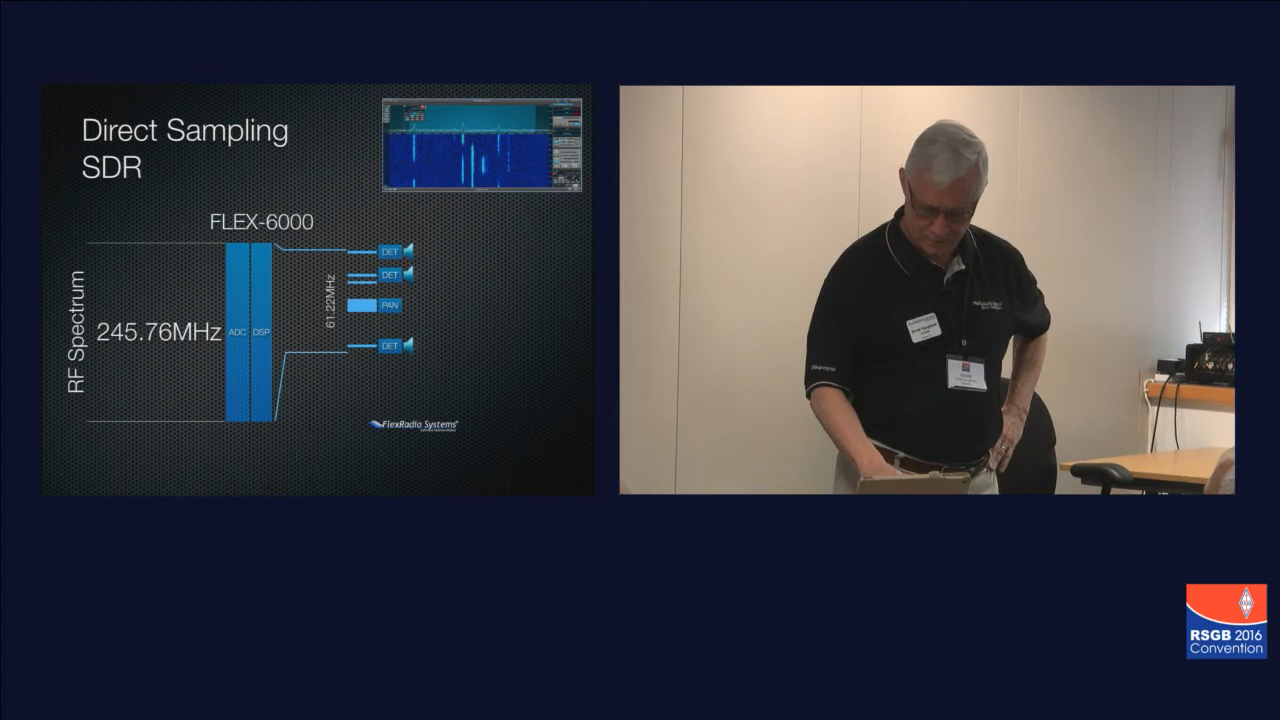 Direct Sampling
SDR
FLEX-6000
RF Spectrum
245.76MHz
ADC
DSP
61.22MHz
DET
DET
PAN
DET
FlexRadio Systems
RSGB 2016
Convention